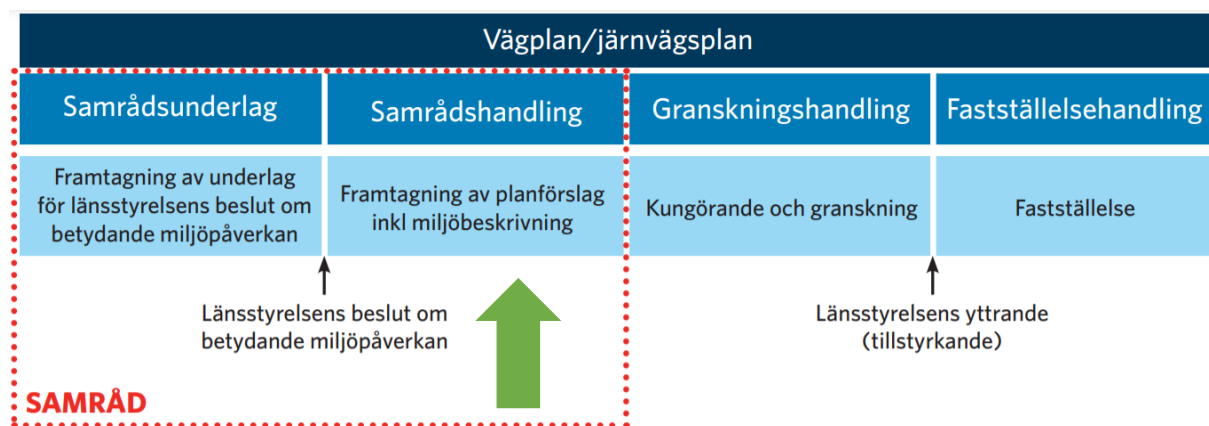 Vägplan/järnvägsplan
Samrådsunderlag
Samrådshandling
Granskningshandling
Fastställelsehandling
Framtagning av underlag
för länsstyrelsens beslut om
betydande miljöpåverkan
Framtagning av planförslag
inkl miljöbeskrivning
Kungörande och granskning
Fastställelse
Länsstyrelsens beslut om
betydande miljöpåverkan
Länsstyrelsens yttrande
(tillstyrkande)
SAMRÅD